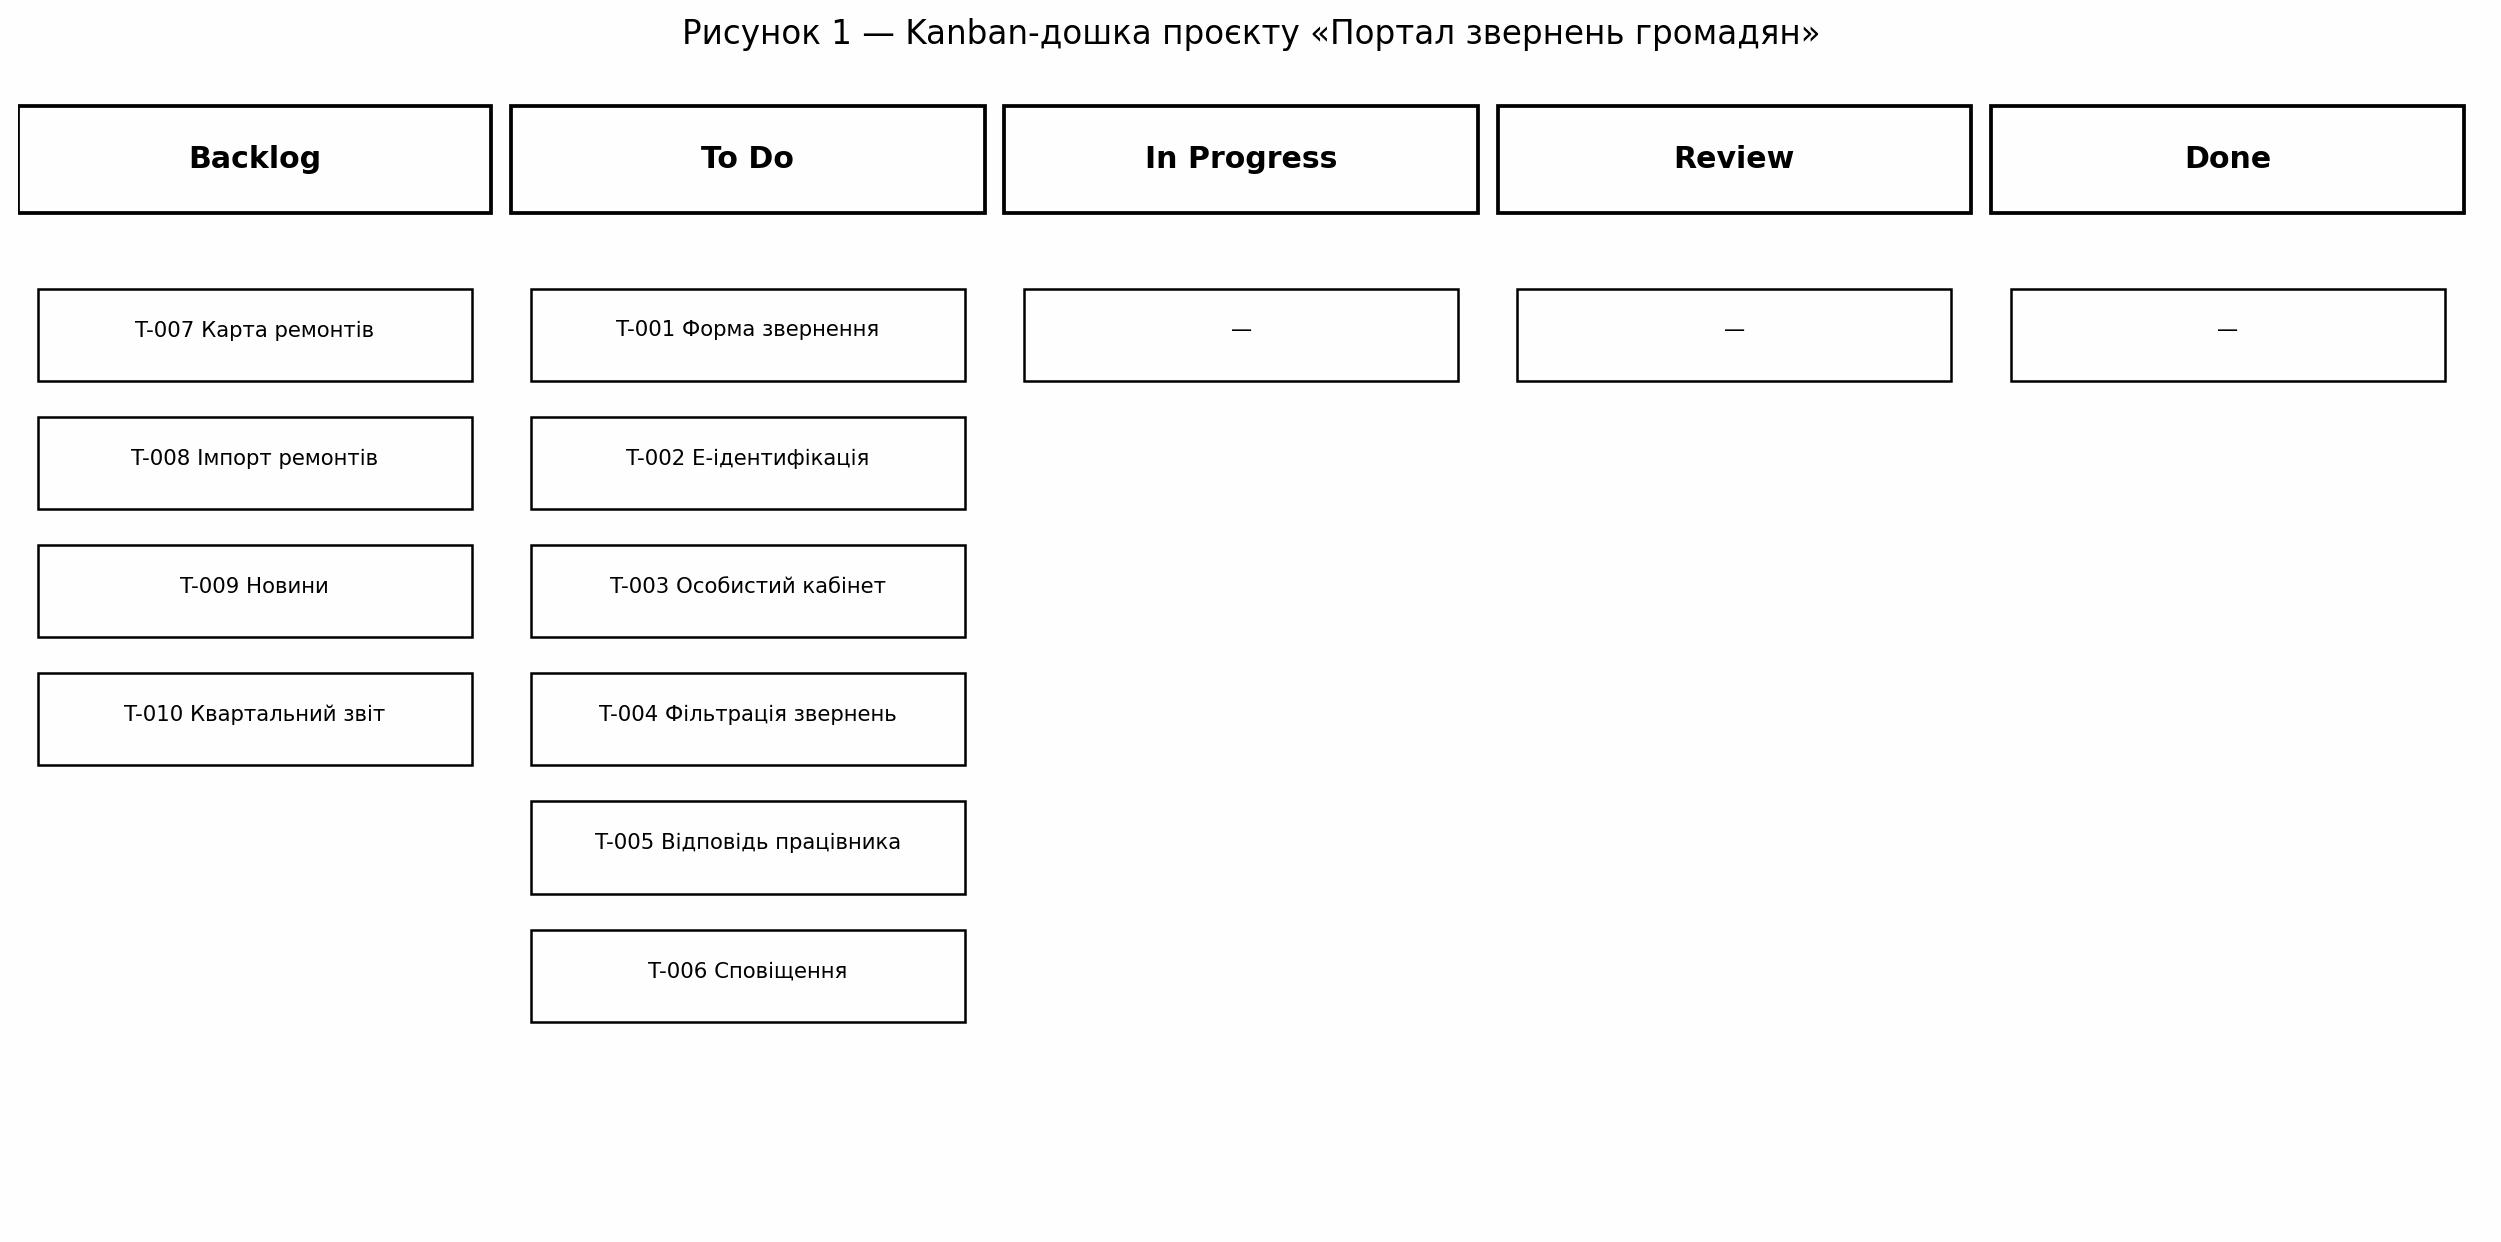 Рисунок 1 — Kanban-дошка проєкту «Портал звернень громадян»
Backlog
T-007 Карта ремонтів
T-008 Імпорт ремонтів
T-009 Новини
T-010 Квартальний звіт
To Do
T-001 Форма звернення
T-002 Е-ідентифікація
T-003 Особистий кабінет
T-004 Фільтрація звернень
T-005 Відповідь працівника
T-006 Сповіщення
In Progress
—
Review
—
Done
—